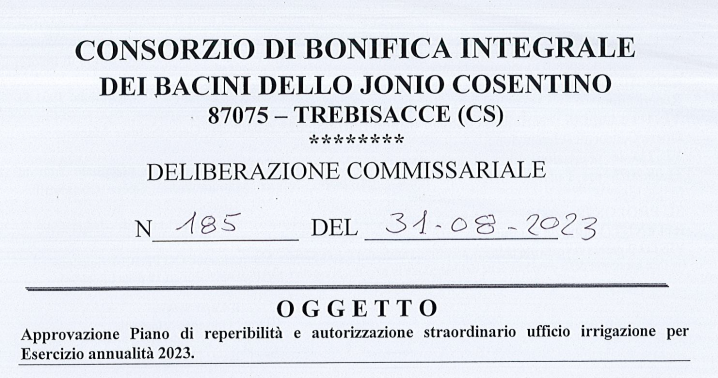 CONSORZIO DI BONIFICA INTEGRALE
DEI BACINI DELLO JONIO COSENTINO
87075 – TREBISACCE (CS)
********
DELIBERAZIONE COMMISSARIALE
N 185 DEL 31-08-2023
OGGETTO
Approvazione Piano di reperibilità e autorizzazione straordinario ufficio irrigazione per
Esercizio annualità 2023.